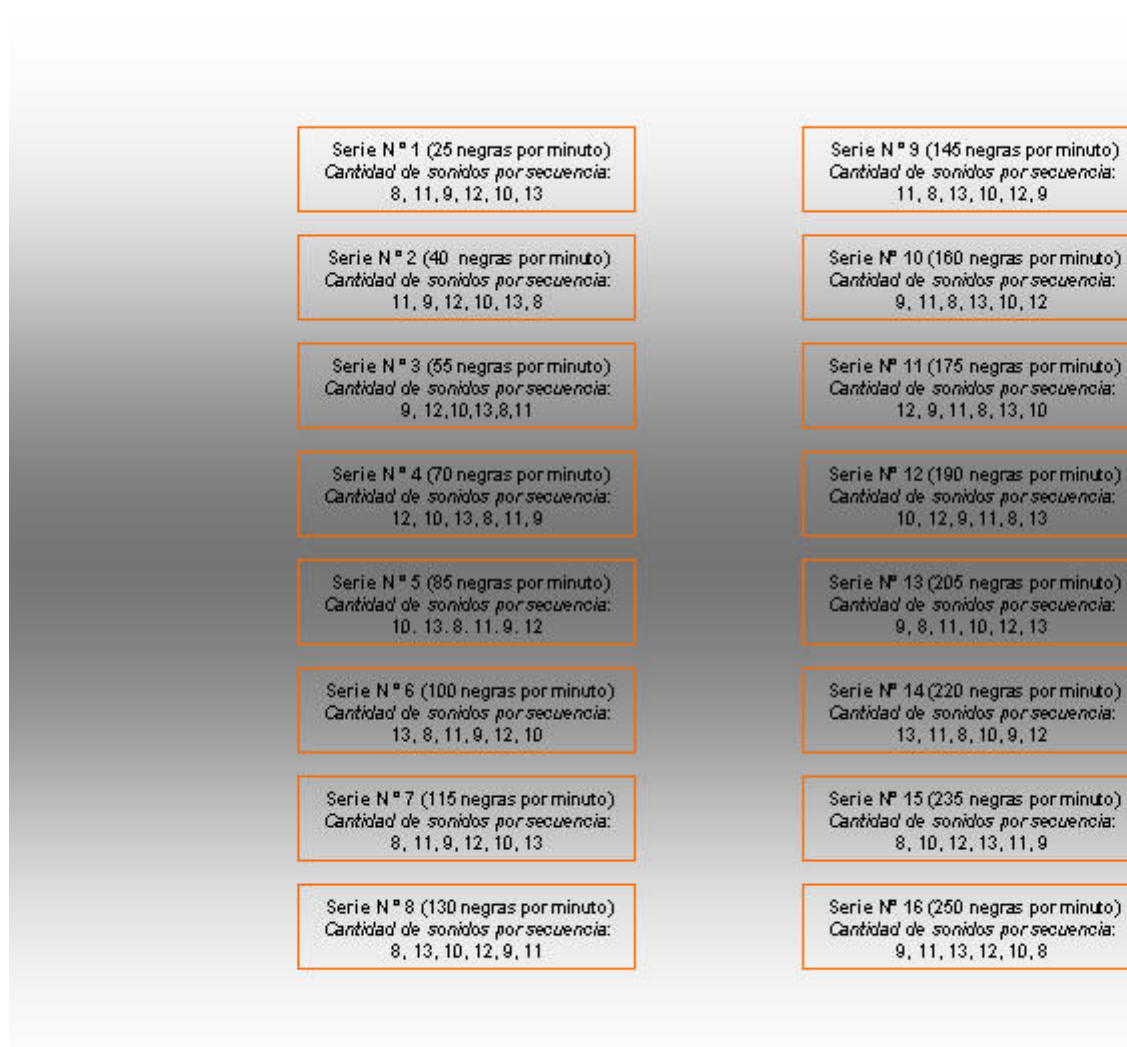 Serie N º 1 (25 negras por minuto)
Cantidad de sonidos por secuencia:
8, 11, 9, 12, 10, 13
Serie N º 2 (40 negras por minuto)
Cantidad de sonidos por secuencia:
11, 9, 12, 10, 13, 8
Serie N º 3 (55 negras por minuto)
Cantidad de sonidos por secuencia:
9, 12,10,13,8,11
Serie N º 4 (70 negras por minuto)
Cantidad de sonidos por secuencia:
12, 10, 13, 8, 11, 9
Serie N º 5 (85 negras por minuto)
Cantidad de sonidos por secuencia:
10. 13. 8. 11. 9. 12
Serie N º 6 (100 negras por minuto)
Cantidad de sonidos por secuencia:
13, 8, 11, 9, 12, 10
Serie N º 7 (115 negras por minuto)
Cantidad de sonidos por secuencia:
8, 11, 9, 12, 10, 13
Serie N º 8 (130 negras por minuto)
Cantidad de sonidos por secuencia:
8, 13, 10, 12, 9, 11
Serie N º 9 (145 negras por minuto)
Cantidad de sonidos por secuencia:
11, 8, 13, 10, 12, 9
Serie Nº 10 (160 negras por minuto)
Cantidad de sonidos por secuencia:
9, 11, 8, 13, 10, 12
Serie Nº 11 (175 negras por minuto)
Cantidad de sonidos por secuencia:
12, 9, 11, 8, 13, 10
Serie Nº 12 (190 negras por minuto)
Cantidad de sonidos por secuencia:
10, 12, 9, 11, 8, 13
Serie Nº 13 (205 negras por minuto)
Cantidad de sonidos por secuencia:
9, 8, 11, 10, 12, 13
Serie Nº 14 (220 negras por minuto)
Cantidad de sonidos por secuencia:
13, 11, 8, 10, 9, 12
Serie Nº 15 (235 negras por minuto)
Cantidad de sonidos por secuencia:
8, 10, 12, 13, 11, 9
Serie Nº 16 (250 negras por minuto)
Cantidad de sonidos por secuencia:
9, 11, 13, 12, 10, 8